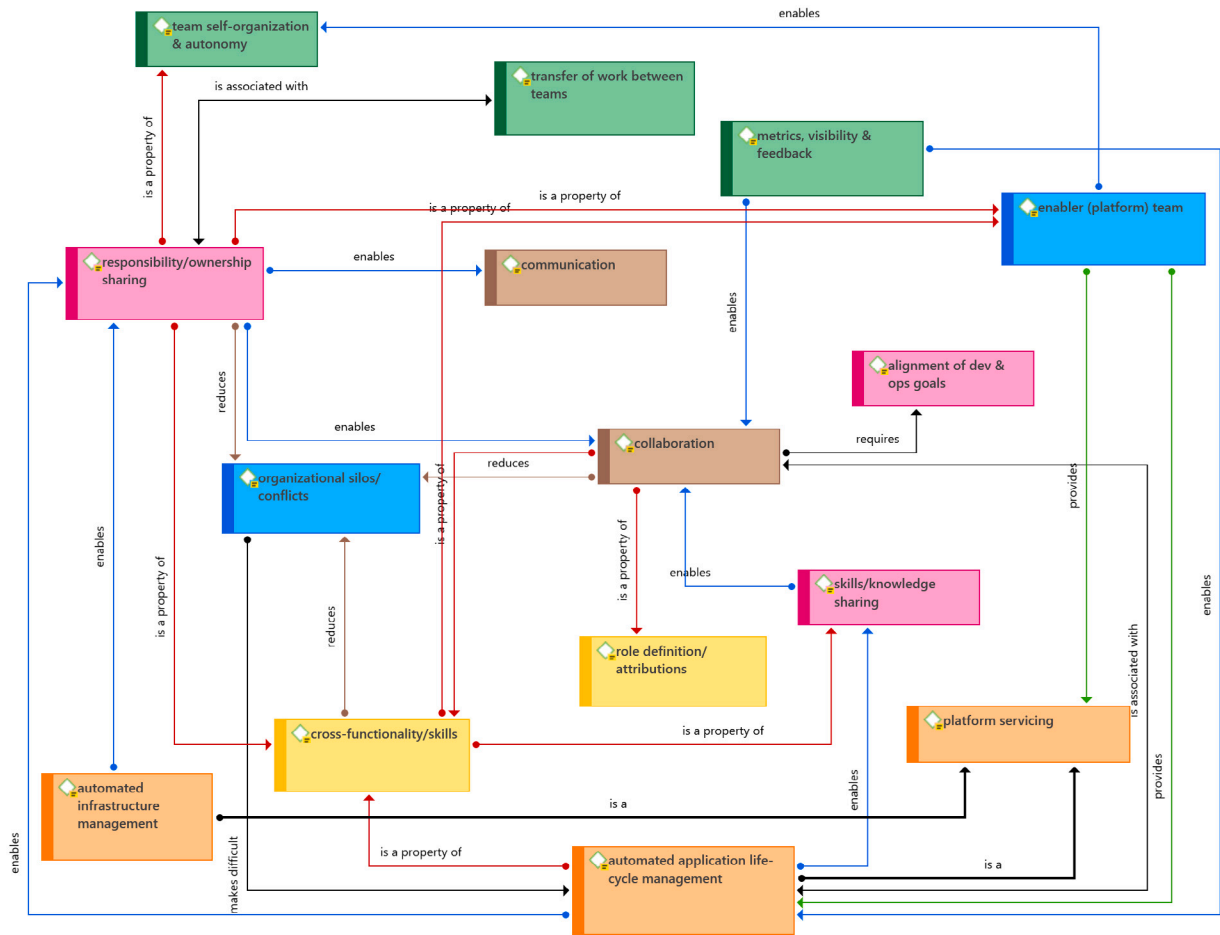 enables
team self-organization
& autonomy
transfer of work between
teams
is associated with
metrics, visibility &
feedback
is a property of
is a property of
is a property of
enabler (platform) team
responsibility/ownership
sharing
enables
communication
enables
alignment of dev &
ops goals
reduces
enables
collaboration
requires
reduces
is a property of
organizational silos/
conflicts
provides
enables
is a property of
enables
skills/knowledge
sharing
enables
is a property of
reduces
role definition/
attributions
is associated with
cross-functionality/skills
is a property of
platform servicing
provides
automated
infrastructure
management
is a
enables
makes difficult
is a property of
automated application life-
cycle management
is a
enables